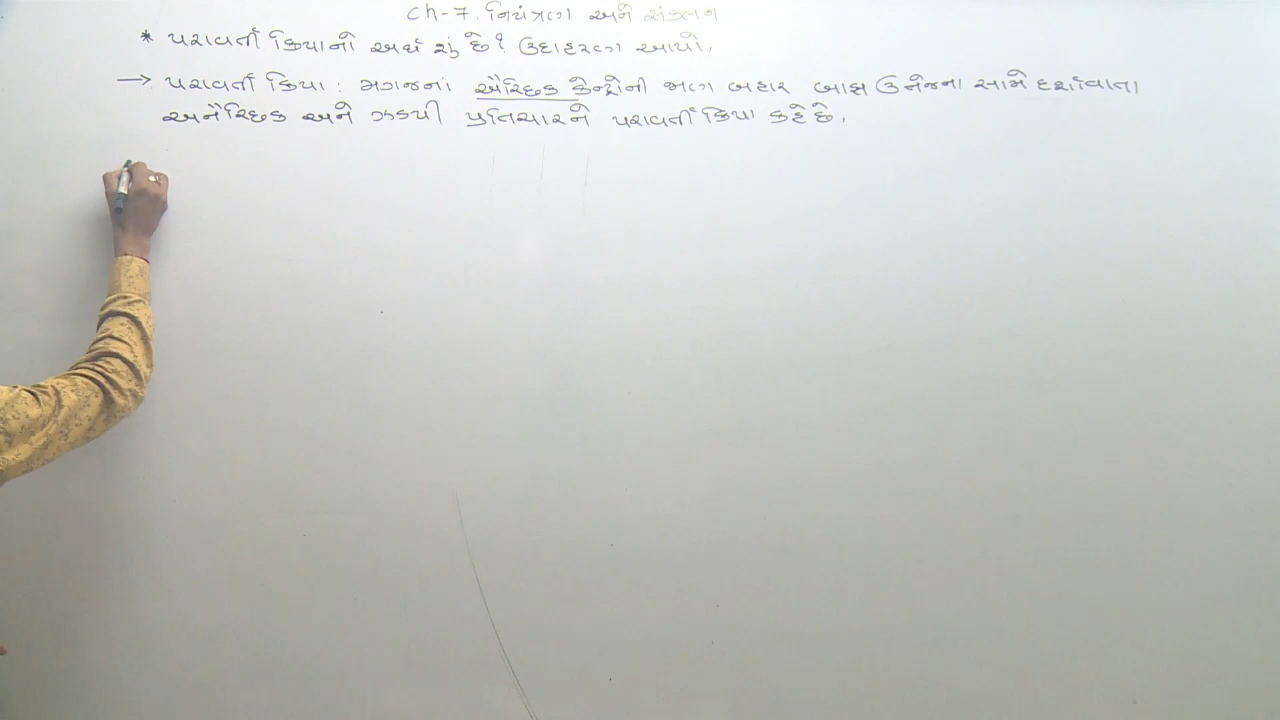 Ch-7. નિયંત્રણ અને સંકલન
* પરાવર્તી ક્રિયાનો અર્થ શું છે? ઉદાહરણ આપો.
→ પરાવર્તી ક્રિયા : મગજનાં ઐચ્છિક કેન્દ્રોની જાણ બહાર બાહ્ય ઉત્તેજના સામે દર્શાવાતા
અનૈચ્છિક અને ઝડપી પ્રતિચારને પરાવર્તી ક્રિયા કહે છે.